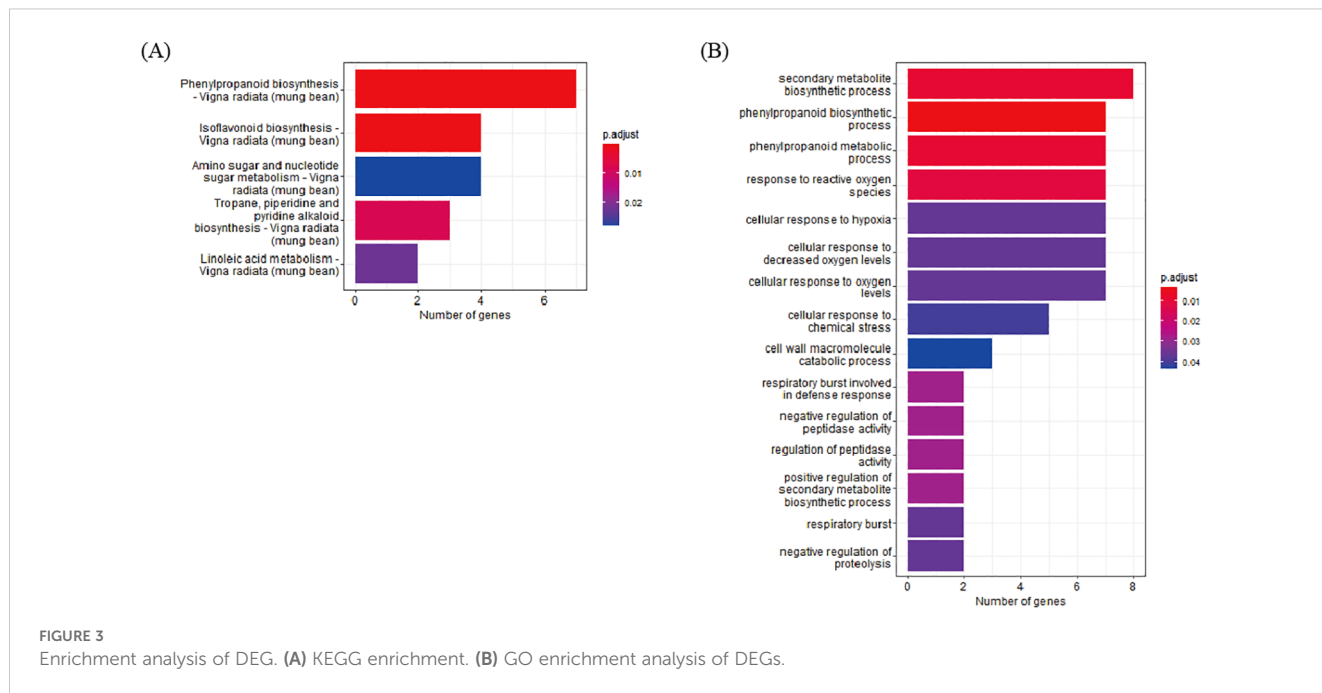 (A)
Phenylpropanoid biosynthesis
- Vigna radiata (mung bean)
Isoflavonoid biosynthesis -
Vigna radiata (mung bean)
Amino sugar and nucleotide
sugar metabolism - Vigna
radiata (mung bean)
Tropane, piperidine and
pyridine alkaloid
biosynthesis - Vigna radiata
(mung bean)
Linoleic acid metabolism -
Vigna radiata (mung bean)
0 2 4 6
Number of genes
p.adjust
0.01
0.02
(B)
secondary metabolite
biosynthetic process
phenylpropanoid biosynthetic
process
phenylpropanoid metabolic
process
response to reactive oxygen
species
cellular response to hypoxia
cellular response to
decreased oxygen levels
cellular response to oxygen
levels
cellular response to
chemical stress
cell wall macromolecule
catabolic process
respiratory burst involved
in defense response
negative regulation of
peptidase activity
regulation of peptidase
activity
positive regulation of
secondary metabolite
biosynthetic process
respiratory burst
negative regulation of
proteolysis
0 2 4 6 8
Number of genes
p.adjust
0.01
0.02
0.03
0.04
FIGURE 3
Enrichment analysis of DEG. (A) KEGG enrichment. (B) GO enrichment analysis of DEGs.